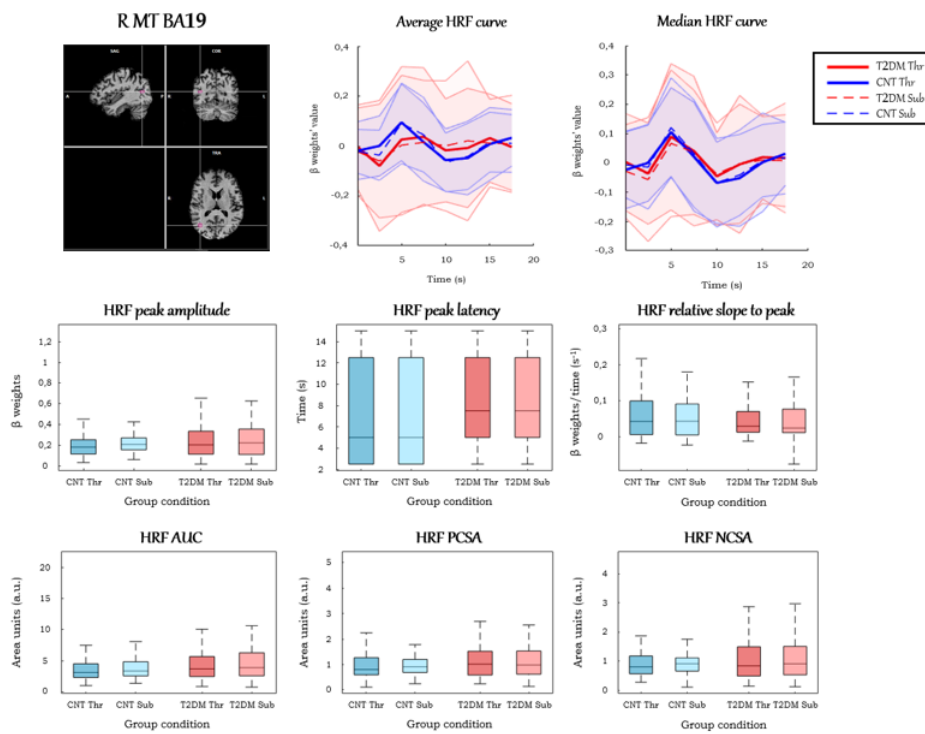 R MT BA19
SAG
COR
A
P
R
L
TRA
R
L
Average HRF curve
β weights' value
0,4
0,2
0
-0,2
-0,4
5
10
15
20
Time (s)
Median HRF curve
β weights' value
0,4
0,3
0,2
0,1
0
-0,1
-0,2
-0,3
5
10
15
20
Time (s)
T2DM Thr
CNT Thr
T2DM Sub
CNT Sub
HRF peak amplitude
β weights
1,2
1
0,8
0,6
0,4
0,2
0
CNT Thr CNT Sub T2DM Thr T2DM Sub
Group condition
HRF peak latency
Time (s)
14
12
10
8
6
4
2
CNT Thr CNT Sub T2DM Thr T2DM Sub
Group condition
HRF relative slope to peak
β weights/time (s⁻¹)
0,3
0,2
0,1
0
CNT Thr CNT Sub T2DM Thr T2DM Sub
Group condition
HRF AUC
Area units (a.u.)
20
15
10
5
0
CNT Thr CNT Sub T2DM Thr T2DM Sub
Group condition
HRF PCSA
Area units (a.u.)
5
4
3
2
1
0
CNT Thr CNT Sub T2DM Thr T2DM Sub
Group condition
HRF NCSA
Area units (a.u.)
4
3
2
1
0
CNT Thr CNT Sub T2DM Thr T2DM Sub
Group condition